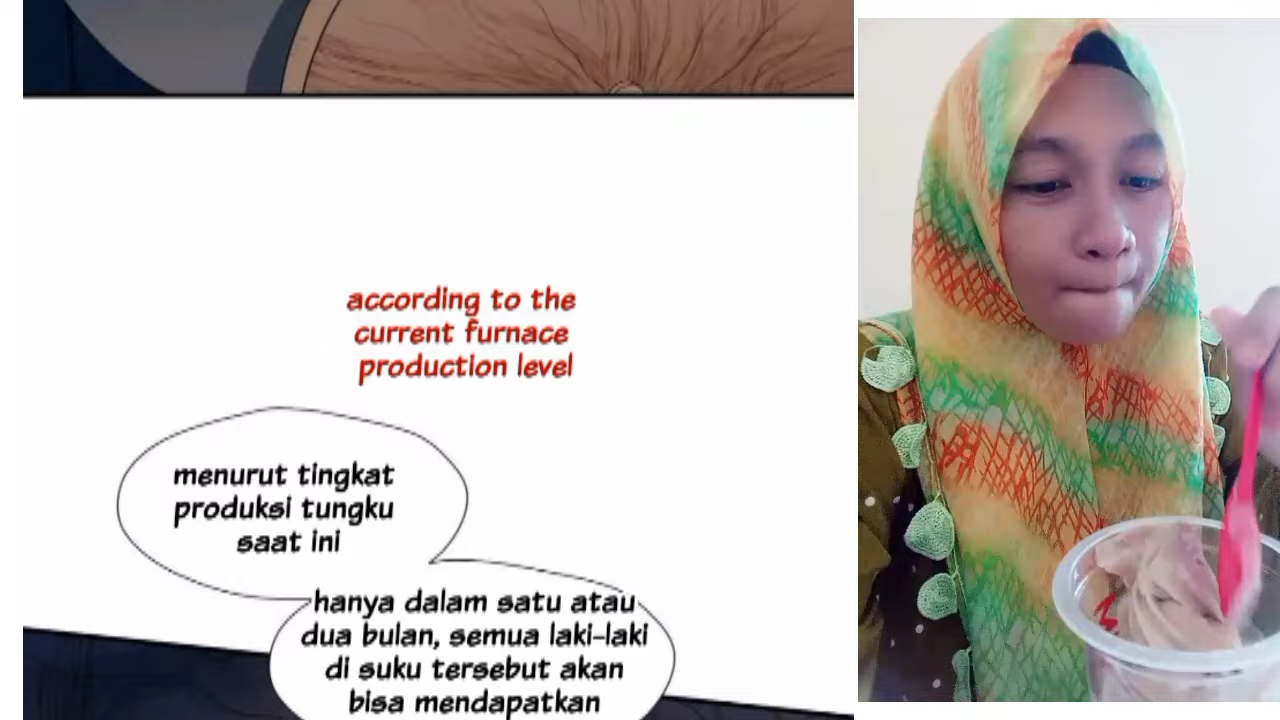 according to the
current furnace
production level
menurut tingkat
produksi tungku
saat ini
hanya dalam satu atau
dua bulan, semua laki-laki
di suku tersebut akan
bisa mendapatkan